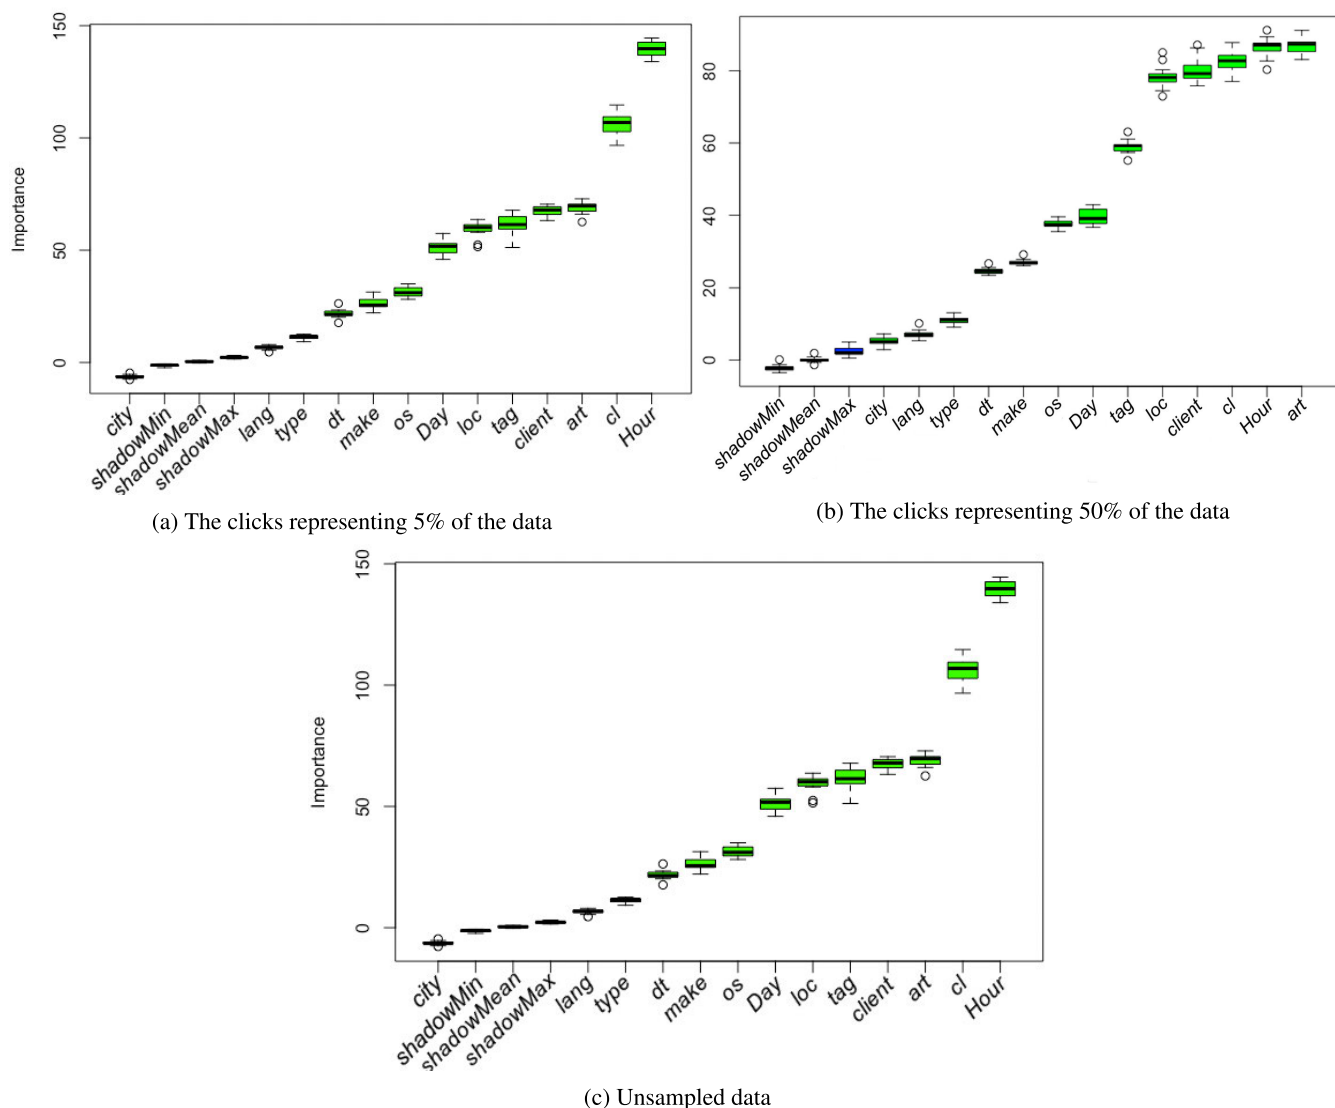 150
100
50
0
Importance
city
shadowMin
shadowMean
shadowMax
lang
type
dt
make
os
Day
loc
tag
client
art
cl
Hour
(a) The clicks representing 5% of the data
80
60
40
20
0
shadowMin
shadowMean
shadowMax
city
lang
type
dt
make
os
Day
tag
loc
client
cl
Hour
art
(b) The clicks representing 50% of the data
150
100
50
0
Importance
city
shadowMin
shadowMean
shadowMax
lang
type
dt
make
os
Day
loc
tag
client
art
cl
Hour
(c) Unsampled data